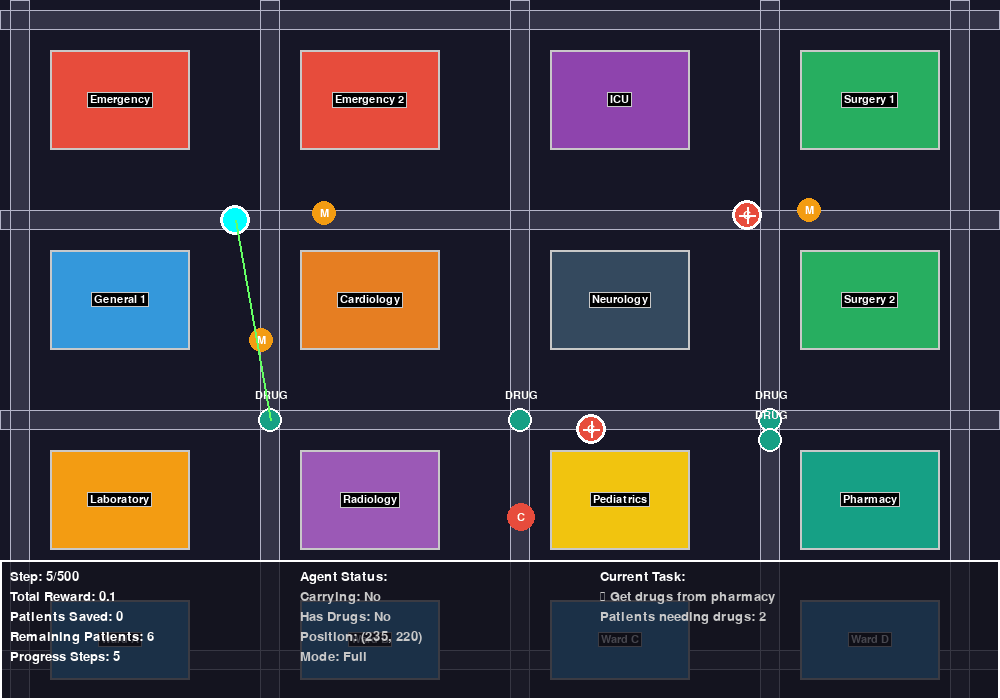 Emergency
Emergency 2
ICU
Surgery 1
M
M
General 1
Cardiology
Neurology
Surgery 2
M
DRUG
DRUG
DRUG
DRUG
Laboratory
Radiology
Pediatrics
Pharmacy
C
Step: 5/500
Total Reward: 0.1
Patients Saved: 0
Remaining Patients: 6
Progress Steps: 5
Agent Status:
Carrying: No
Has Drugs: No
Position: (235, 220)
Mode: Full
Current Task:
Get drugs from pharmacy
Patients needing drugs: 2
Ward C
Ward D